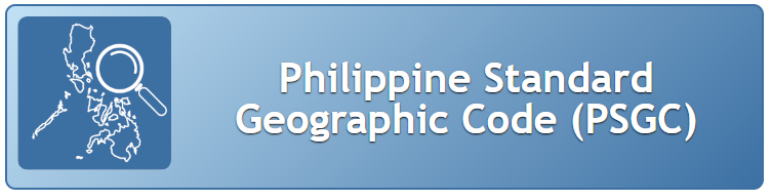 Philippine Standard
Geographic Code (PSGC)